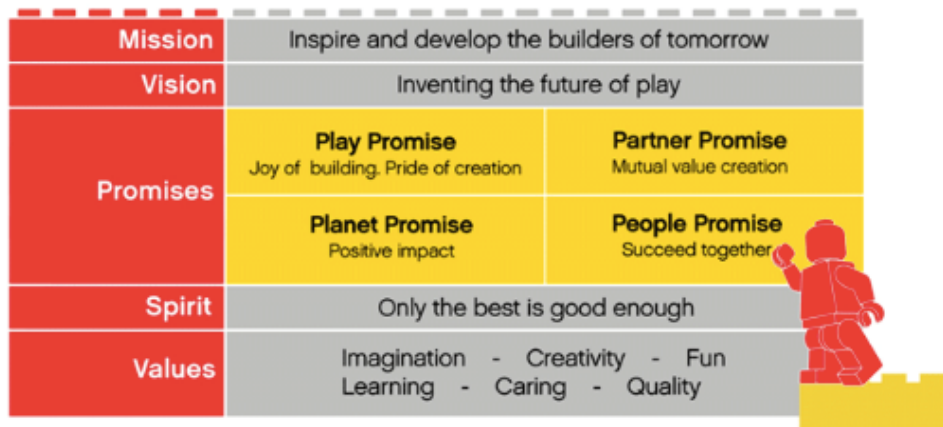 Mission
Inspire and develop the builders of tomorrow
Vision
Inventing the future of play
Promises
Play Promise
Joy of building. Pride of creation
Partner Promise
Mutual value creation
Planet Promise
Positive impact
People Promise
Succeed together
Spirit
Only the best is good enough
Values
Imagination - Creativity - Fun
Learning - Caring - Quality